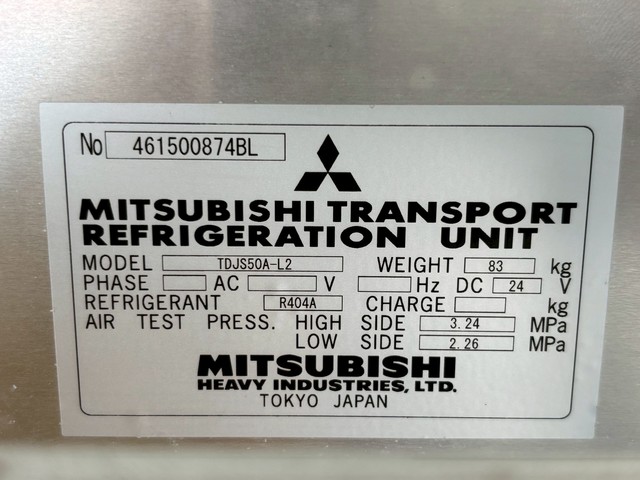 No 461500874BL
MITSUBISHI TRANSPORT
REFRIGERATION UNIT
MODEL TDJS50A-L2 WEIGHT 83 kg
PHASE AC V Hz DC 24 V
REFRIGERANT R404A CHARGE kg
AIR TEST PRESS. HIGH SIDE 3.24 MPa
LOW SIDE 2.26 MPa
MITSUBISHI
HEAVY INDUSTRIES, LTD.
TOKYO JAPAN